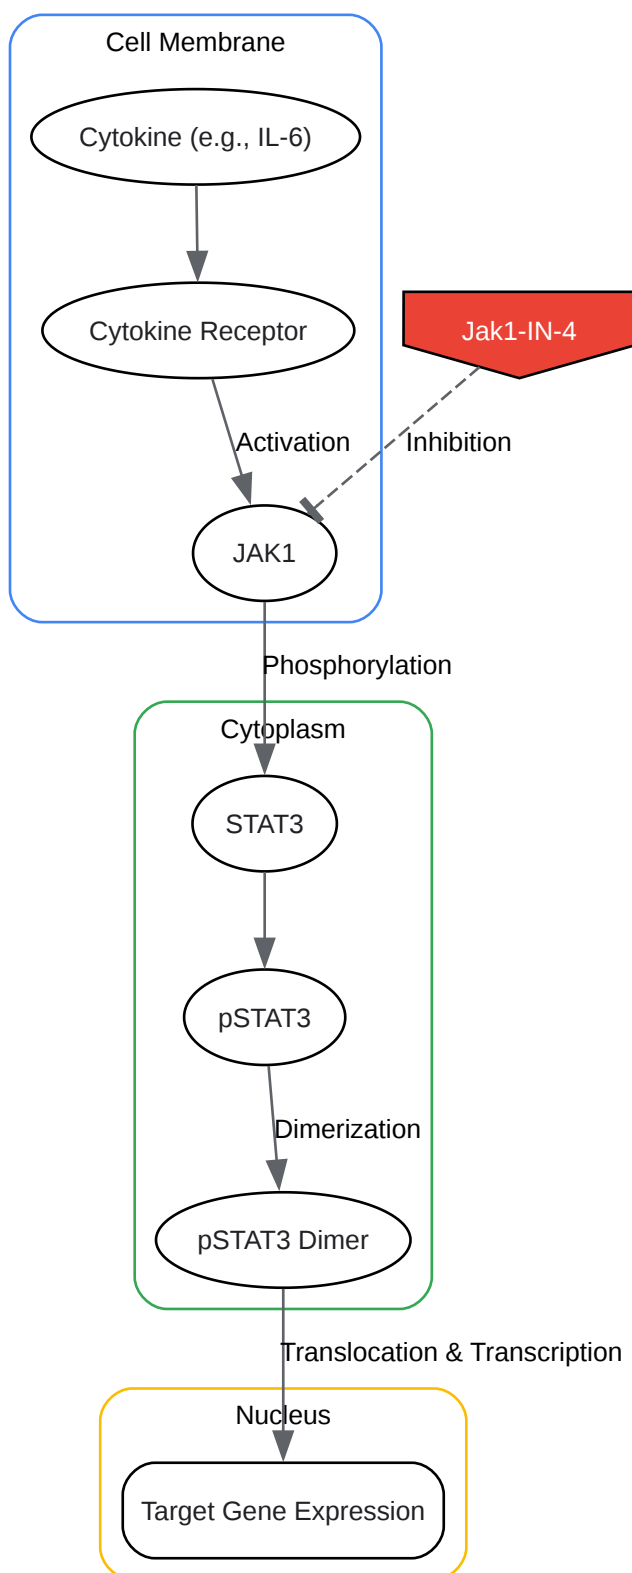 Cell Membrane
Cytokine (e.g., IL-6)
Cytokine Receptor
Jak1-IN-4
Activation
Inhibition
JAK1
Phosphorylation
Cytoplasm
STAT3
pSTAT3
Dimerization
pSTAT3 Dimer
Translocation & Transcription
Nucleus
Target Gene Expression